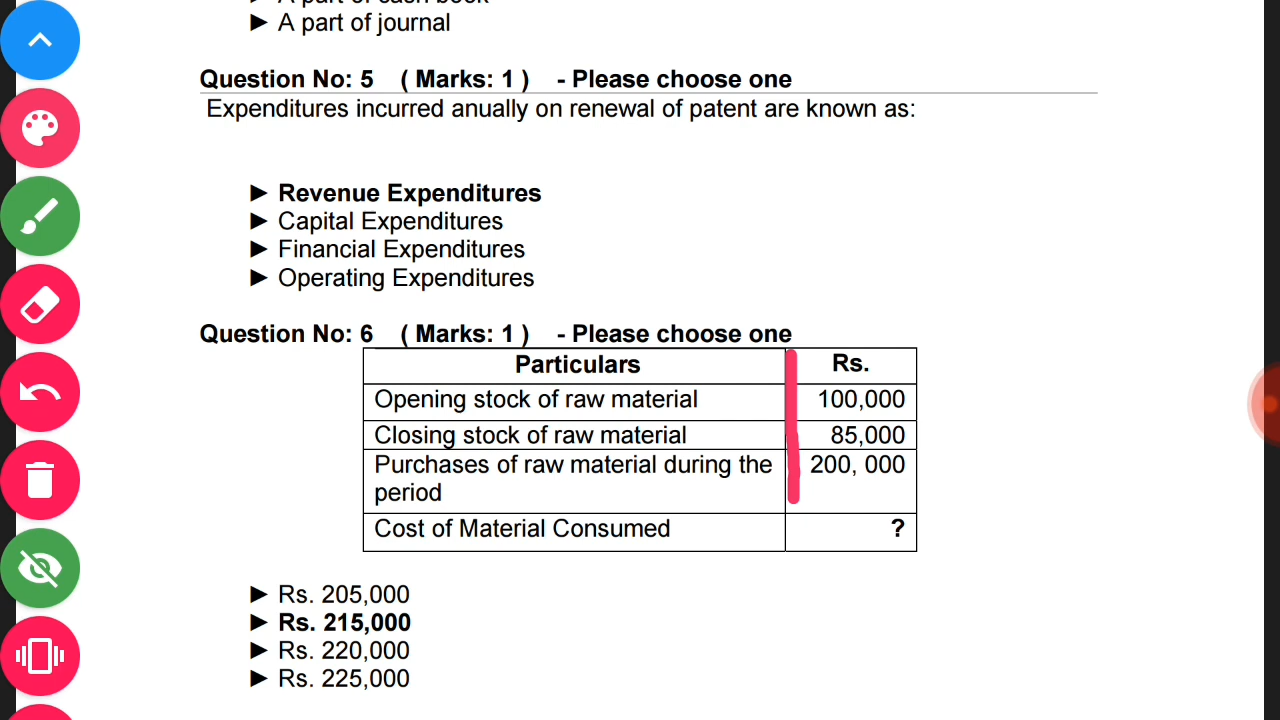 ► A part of cash book
► A part of journal
Question No: 5 ( Marks: 1 ) - Please choose one
Expenditures incurred anually on renewal of patent are known as:
► Revenue Expenditures
► Capital Expenditures
► Financial Expenditures
► Operating Expenditures
Question No: 6 ( Marks: 1 ) - Please choose one
Particulars Rs.
Opening stock of raw material 100,000
Closing stock of raw material 85,000
Purchases of raw material during the 200, 000
period
Cost of Material Consumed ?
► Rs. 205,000
► Rs. 215,000
► Rs. 220,000
► Rs. 225,000